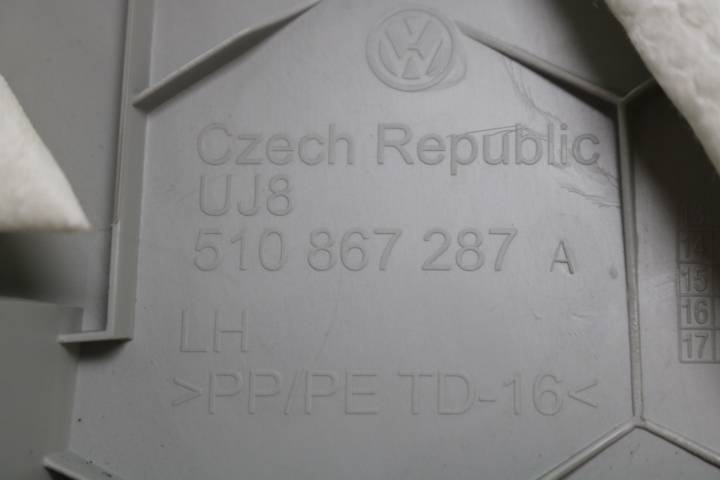 Czech Republic
UJ8
510 867 287 A
LH
>PP/PE TD-16<
14
15
16
17